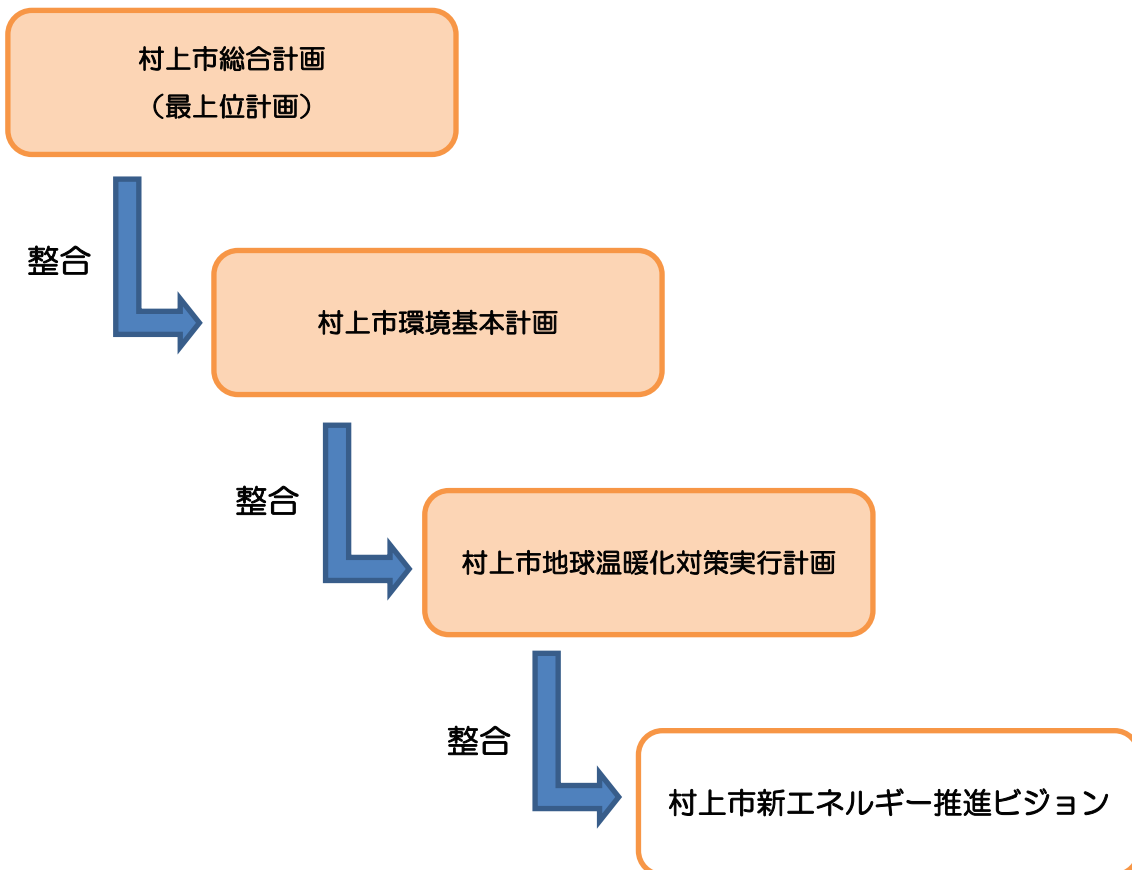 村上市総合計画
（最上位計画）
整合
村上市環境基本計画
整合
村上市地球温暖化対策実行計画
整合
村上市新エネルギー推進ビジョン